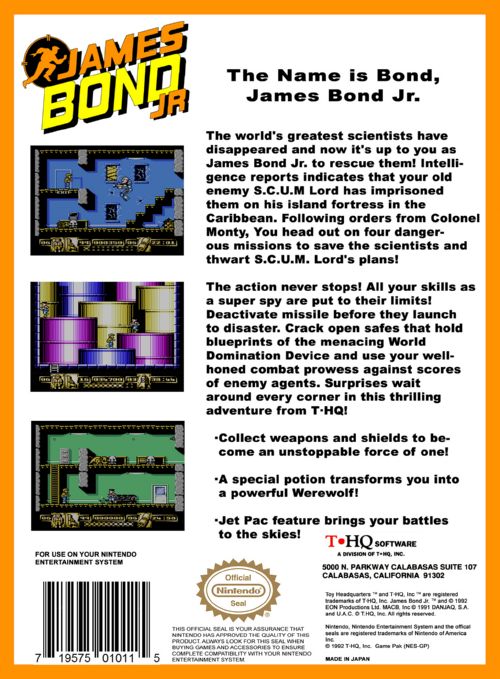 JAMES
BOND
JR
The Name is Bond,
James Bond Jr.
The world's greatest scientists have
disappeared and now it's up to you as
James Bond Jr. to rescue them! Intelli-
gence reports indicates that your old
enemy S.C.U.M Lord has imprisoned
them on his island fortress in the
Caribbean. Following orders from Colonel
Monty, You head out on four danger-
ous missions to save the scientists and
thwart S.C.U.M. Lord's plans!
The action never stops! All your skills as
a super spy are put to their limits!
Deactivate missile before they launch
to disaster. Crack open safes that hold
blueprints of the menacing World
Domination Device and use your well-
honed combat prowess against scores
of enemy agents. Surprises wait
around every corner in this thrilling
adventure from T·HQ!
·Collect weapons and shields to be-
come an unstoppable force of one!
·A special potion transforms you into
a powerful Werewolf!
·Jet Pac feature brings your battles
to the skies!
T•HQ SOFTWARE
A DIVISION OF T•HQ, INC.
5000 N. PARKWAY CALABASAS SUITE 107
CALABASAS, CALIFORNIA 91302
FOR USE ON YOUR NINTENDO
ENTERTAINMENT SYSTEM
7 19575 01011 5
Official
Nintendo
Seal
THIS OFFICIAL SEAL IS YOUR ASSURANCE THAT
NINTENDO HAS APPROVED THE QUALITY OF THIS
PRODUCT. ALWAYS LOOK FOR THIS SEAL WHEN
BUYING GAMES AND ACCESSORIES TO ENSURE
COMPLETE COMPATIBILITY WITH YOUR NINTENDO
ENTERTAINMENT SYSTEM.
Toy Headquarters ™ and T·HQ, Inc ™ are registered
trademarks of T·HQ, Inc. James Bond Jr. ™ and © 1992
EON Productions Ltd. MACB, Inc © 1991 DANJAQ, S.A.
and U.A.C. © T.HQ, Inc. All rights reserved.
Nintendo, Nintendo Entertainment System and the official
seals are registered trademarks of Nintendo of America
Inc
© 1992 T·HQ, Inc. Game Pak (NES-GP)
MADE IN JAPAN